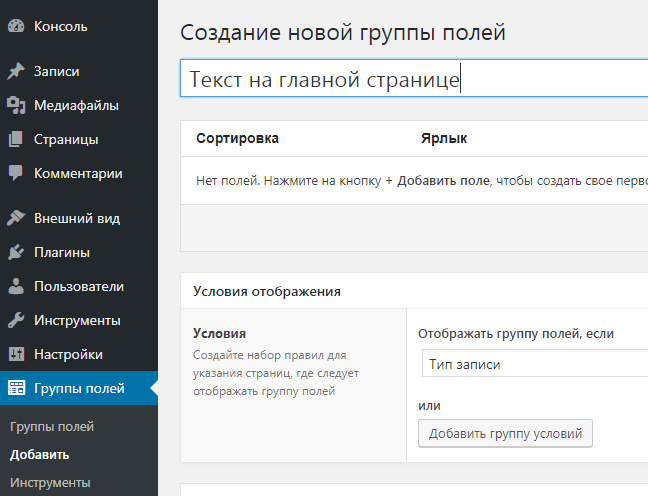 Консоль
Записи
Медиафайлы
Страницы
Комментарии
Внешний вид
Плагины
Пользователи
Инструменты
Настройки
Группы полей
Группы полей
Добавить
Инструменты
Создание новой группы полей
Текст на главной странице
Сортировка Ярлык
Нет полей. Нажмите на кнопку + Добавить поле, чтобы создать свое
Условия отображения
Условия
Создайте набор правил для
указания страниц, где следует
отображать группу полей
Отображать группу полей, если
Тип записи
или
Добавить группу условий